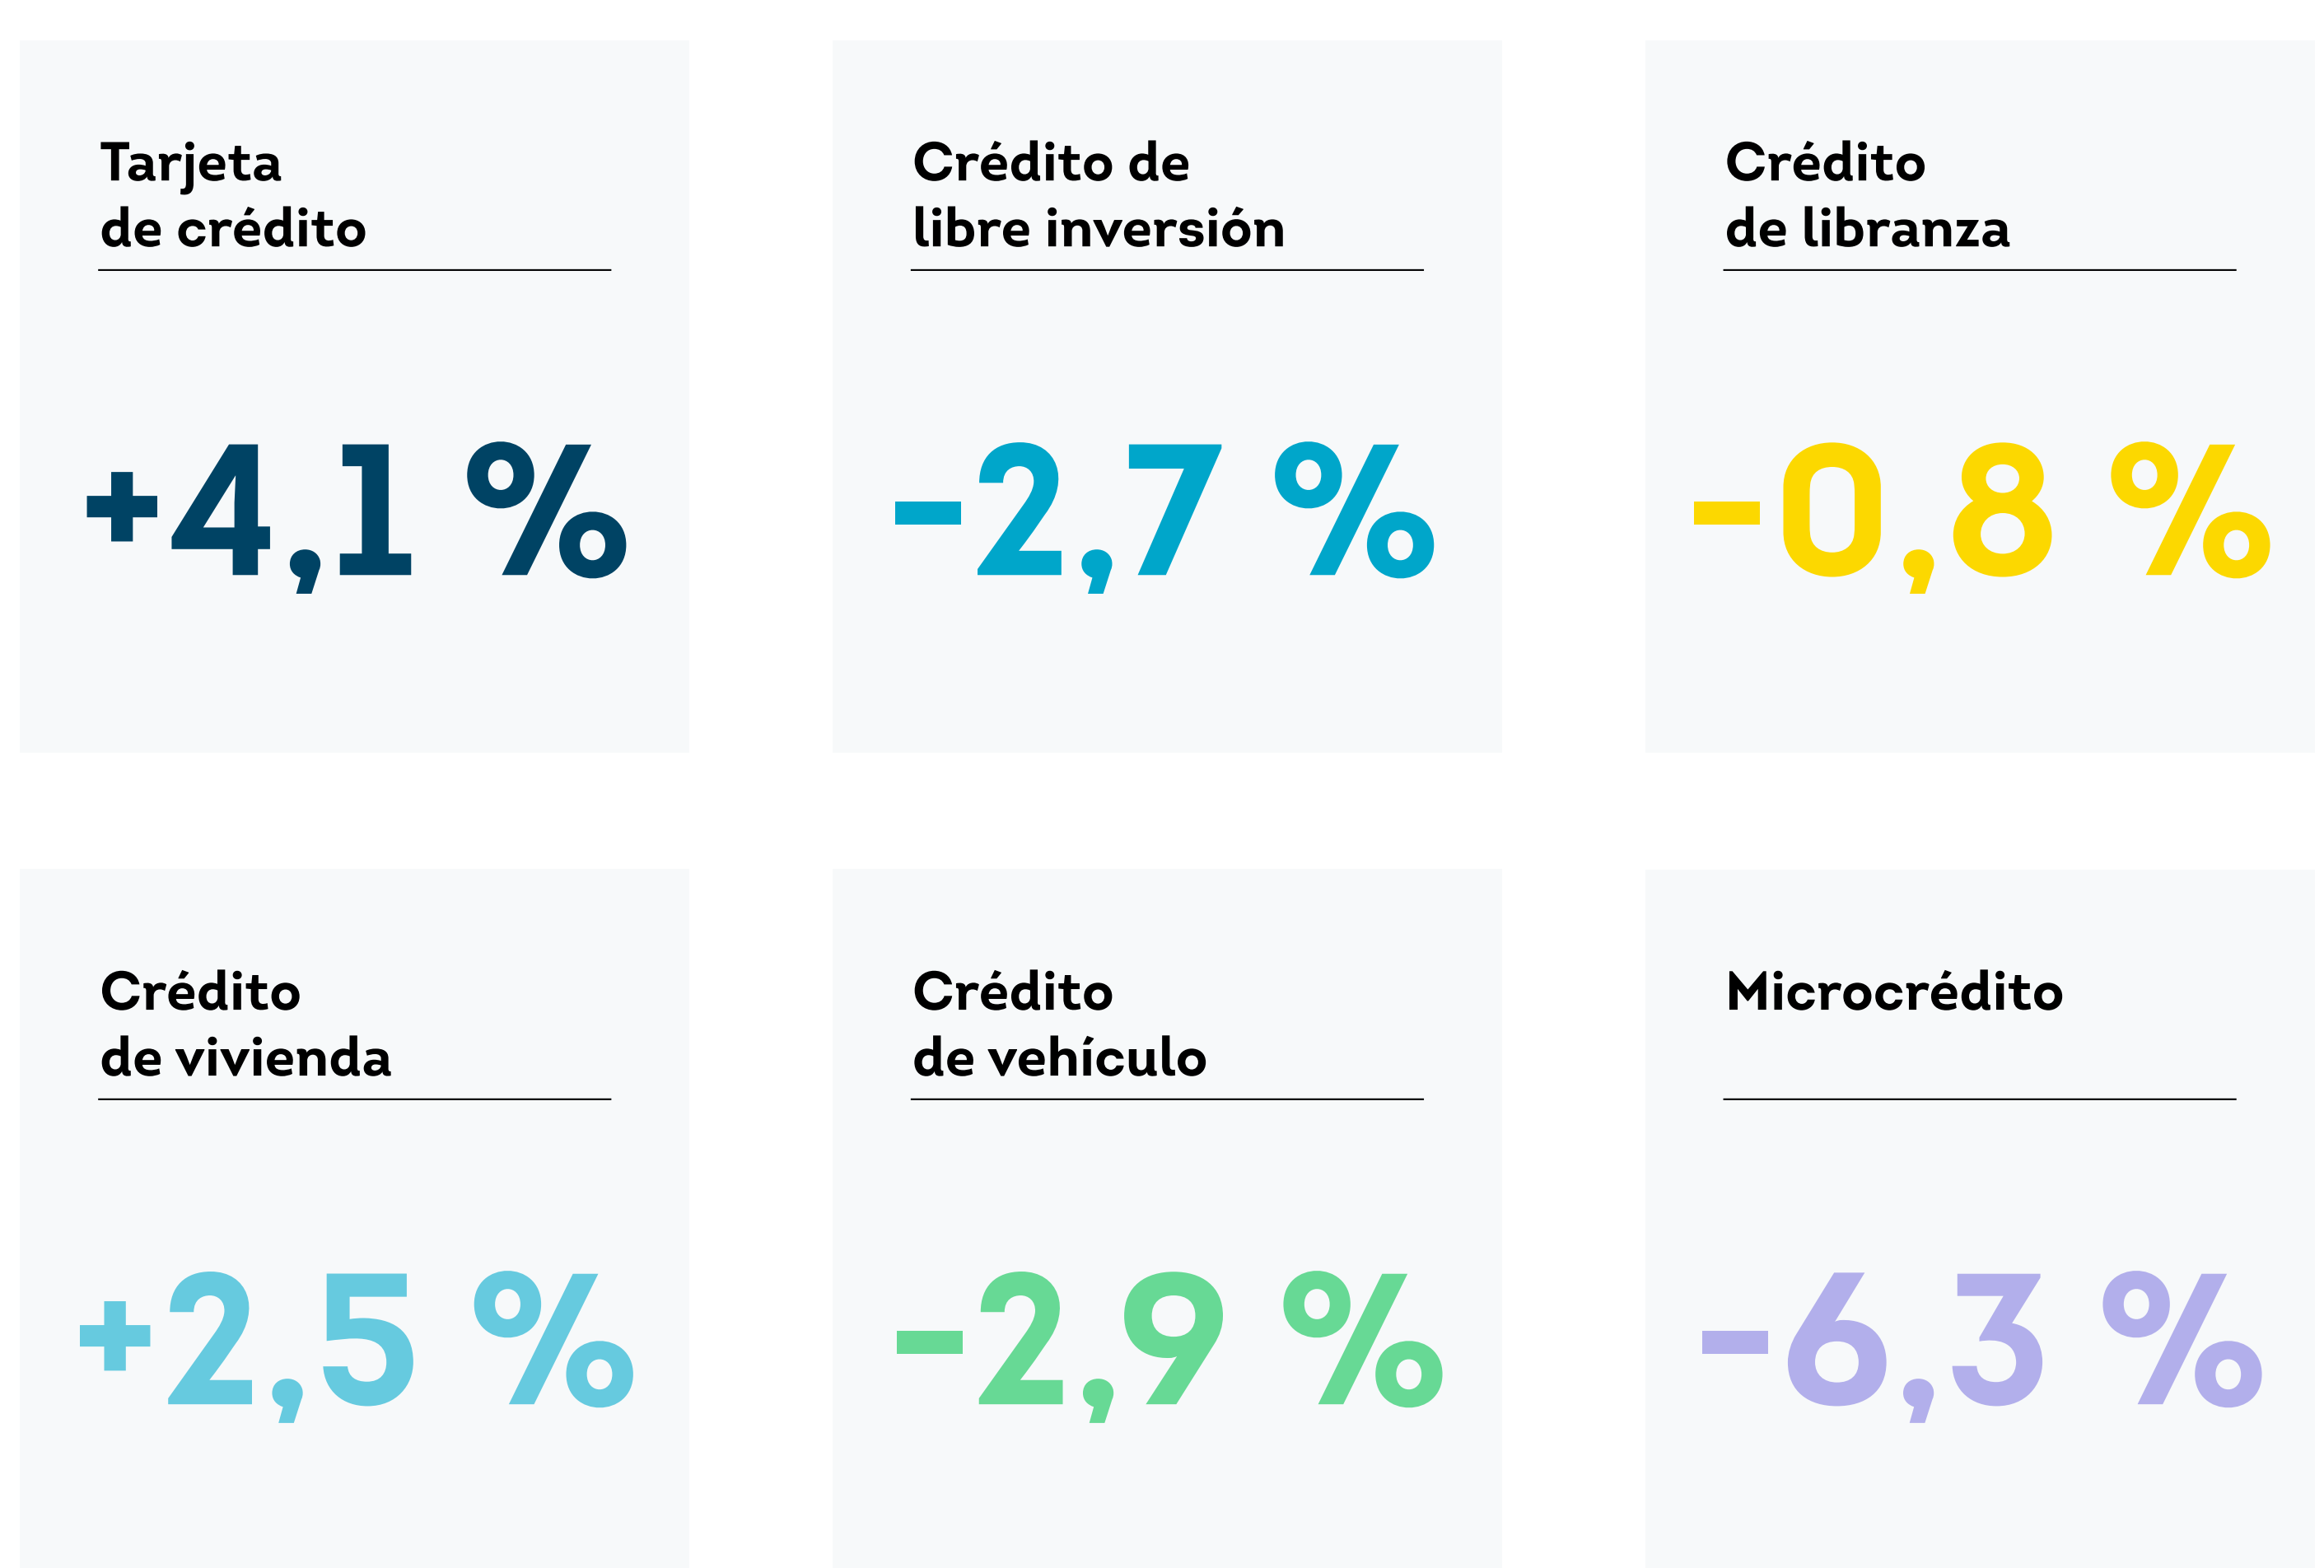 Tarjeta
de crédito
+4,1 %
Crédito de
libre inversión
-2,7 %
Crédito
de libranza
-0,8 %
Crédito
de vivienda
+2,5 %
Crédito
de vehículo
-2,9 %
Microcrédito
-6,3 %